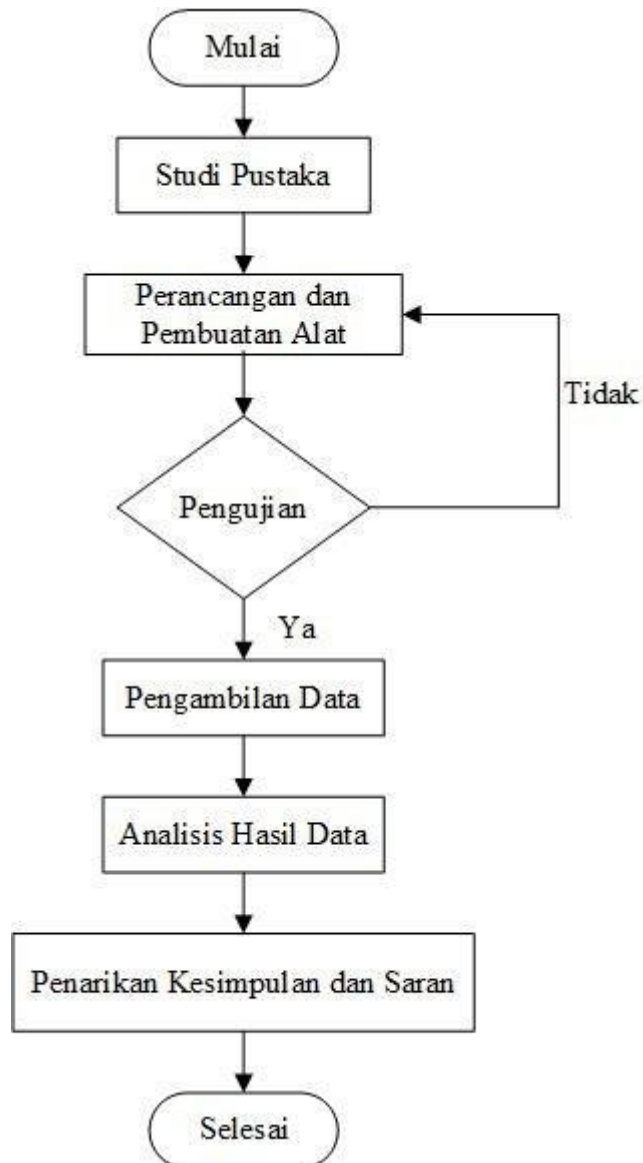 Mulai
Studi Pustaka
Perancangan dan
Pembuatan Alat
Tidak
Pengujian
Ya
Pengambilan Data
Analisis Hasil Data
Penarikan Kesimpulan dan Saran
Selesai